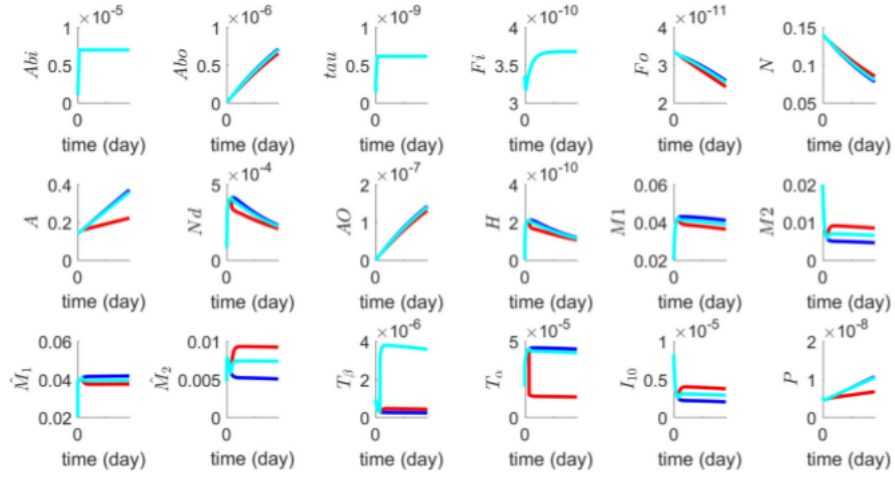 ×10⁻⁵ ×10⁻⁶ ×10⁻⁹ ×10⁻¹⁰ ×10⁻¹¹
1 1 1 4 4 0.15
Abi 0.5 Abo 0.5 tau 0.5 Fi 3.5 Fo 3 N 0.1
0 0 0 3 2 0.05
0 0 0 0 0 0
time (day) time (day) time (day) time (day) time (day) time (day)
×10⁻⁴ ×10⁻⁷ ×10⁻¹⁰
0.4 5 2 4 0.06 0.02
A 0.2 Nd AO 1 H 2 M1 0.04 M2 0.01
0 0 0 0 0.02 0
0 0 0 0 0 0
time (day) time (day) time (day) time (day) time (day) time (day)
×10⁻⁶ ×10⁻⁵ ×10⁻⁵ ×10⁻⁸
0.06 0.01 4 5 1 2
M̂₁ 0.04 M̂₂ 0.005 T_β 2 T_α I₁₀ 0.5 P 1
0.02 0 0 0 0 0
0 0 0 0 0 0
time (day) time (day) time (day) time (day) time (day) time (day)